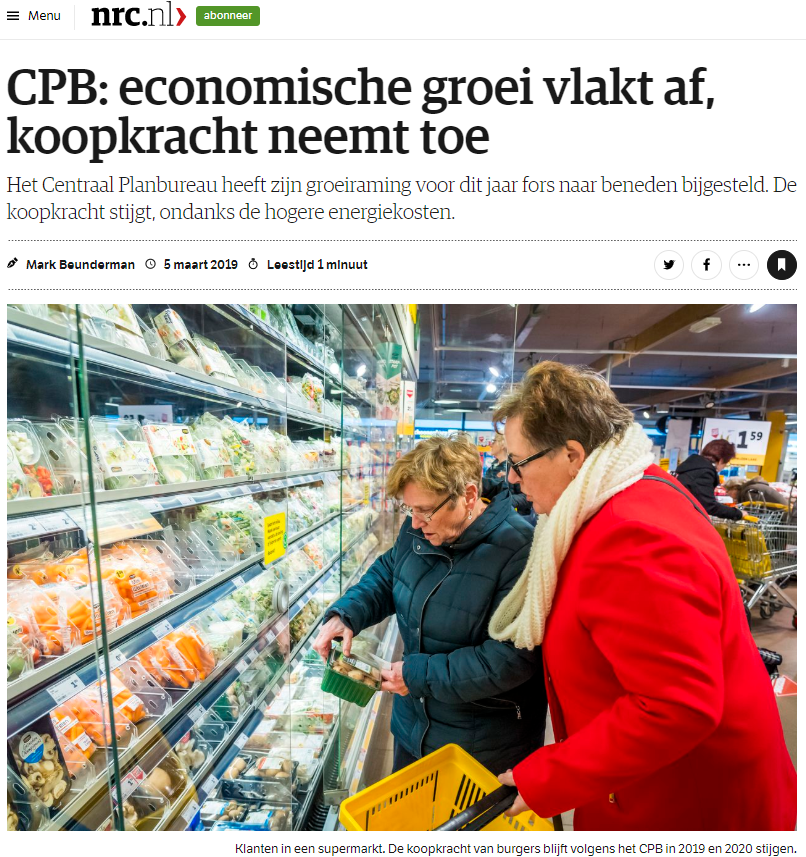 Menu
nrc.nl
abonneer
CPB: economische groei vlakt af,
koopkracht neemt toe
Het Centraal Planbureau heeft zijn groeiraming voor dit jaar fors naar beneden bijgesteld. De
koopkracht stijgt, ondanks de hogere energiekosten.
Mark Beunderman
5 maart 2019
Leestijd 1 minuut
1 59
Klanten in een supermarkt. De koopkracht van burgers blijft volgens het CPB in 2019 en 2020 stijgen.